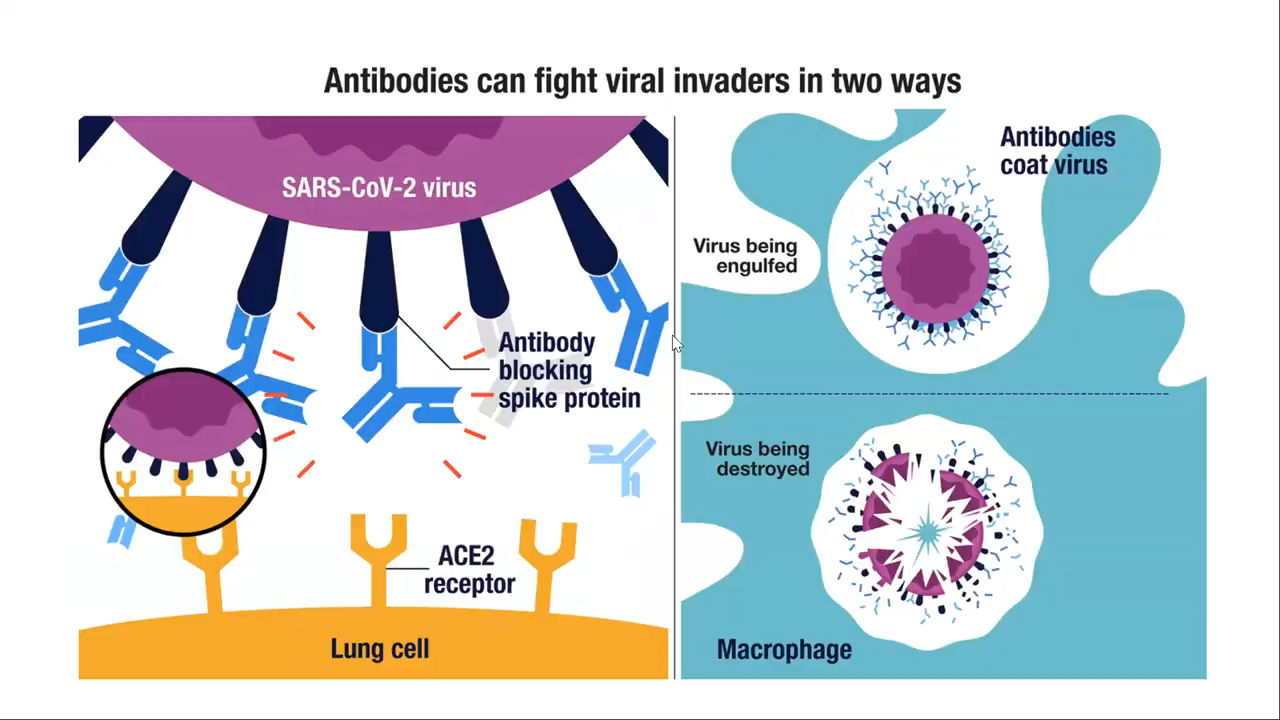 Antibodies can fight viral invaders in two ways
SARS-CoV-2 virus
Antibody
blocking
spike protein
ACE2
receptor
Lung cell
Antibodies
coat virus
Virus being
engulfed
Virus being
destroyed
Macrophage